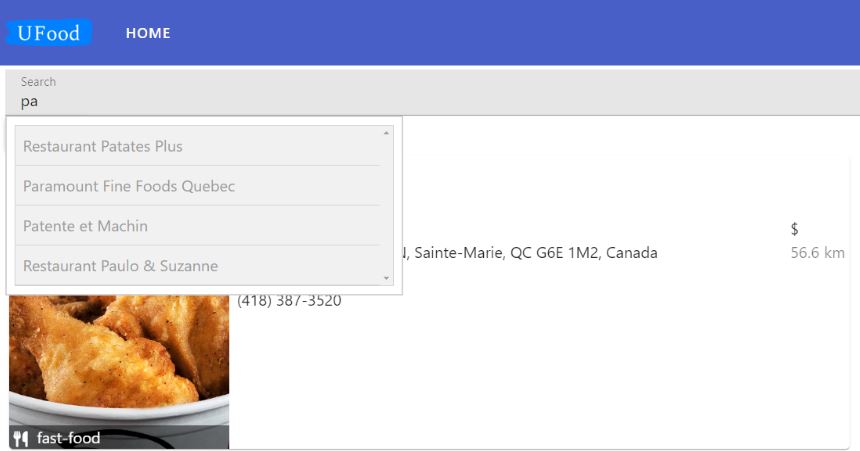 UFood
HOME
Search
pa
Restaurant Patates Plus
Paramount Fine Foods Quebec
Patente et Machin
Restaurant Paulo & Suzanne
$
, Sainte-Marie, QC G6E 1M2, Canada
56.6 km
(418) 387-3520
fast-food